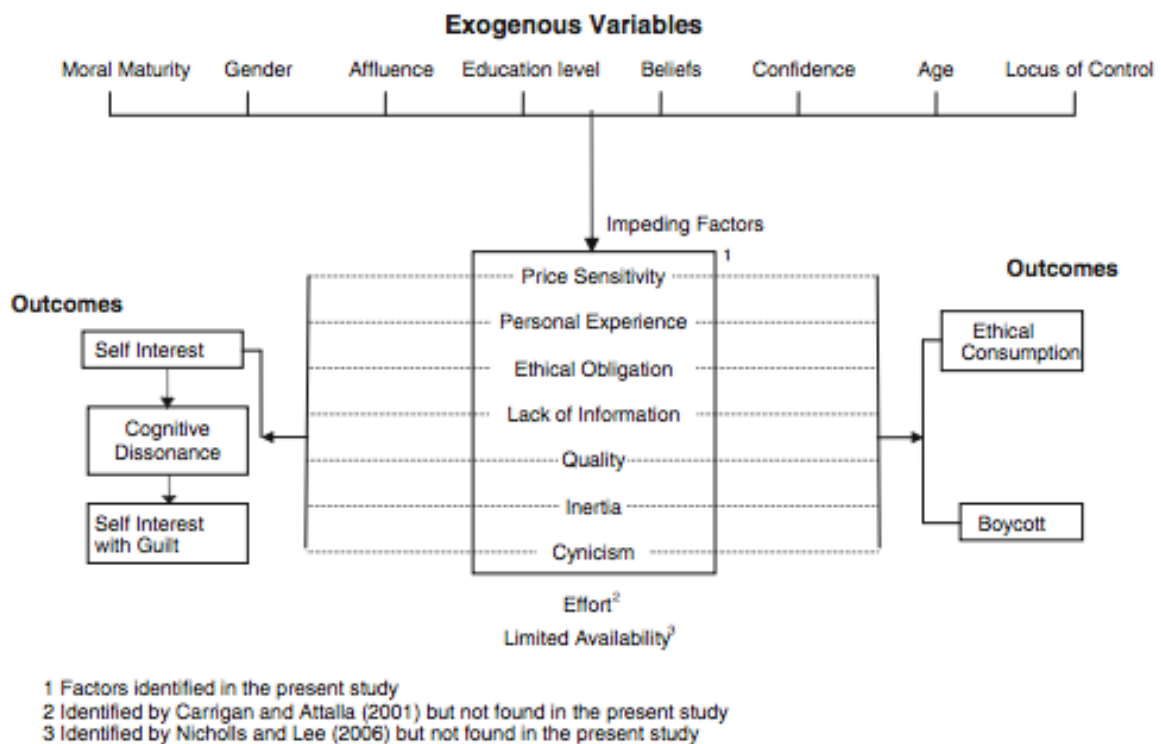 Exogenous Variables
Moral Maturity Gender Affluence Education level Beliefs Confidence Age Locus of Control
Impeding Factors
1
Outcomes
Self Interest
Cognitive
Dissonance
Self Interest
with Guilt
Price Sensitivity
Personal Experience
Ethical Obligation
Lack of Information
Quality
Inertia
Cynicism
Effort2
Limited Availability3
Outcomes
Ethical
Consumption
Boycott
1 Factors identified in the present study
2 Identified by Carrigan and Attalla (2001) but not found in the present study
3 Identified by Nicholls and Lee (2006) but not found in the present study